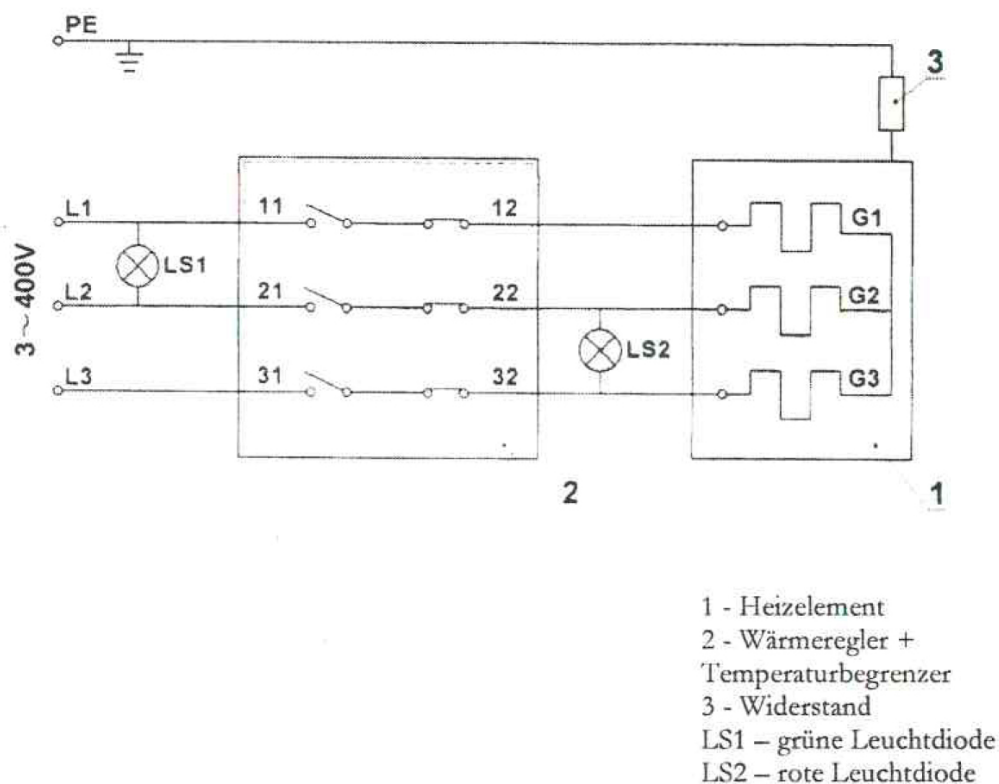 PE
3
L1
11
12
G1
LS1
3~400V
L2
21
22
G2
LS2
L3
31
32
G3
2
1
1 - Heizelement
2 - Wärmeregler +
Temperaturbegrenzer
3 - Widerstand
LS1 – grüne Leuchtdiode
LS2 – rote Leuchtdiode